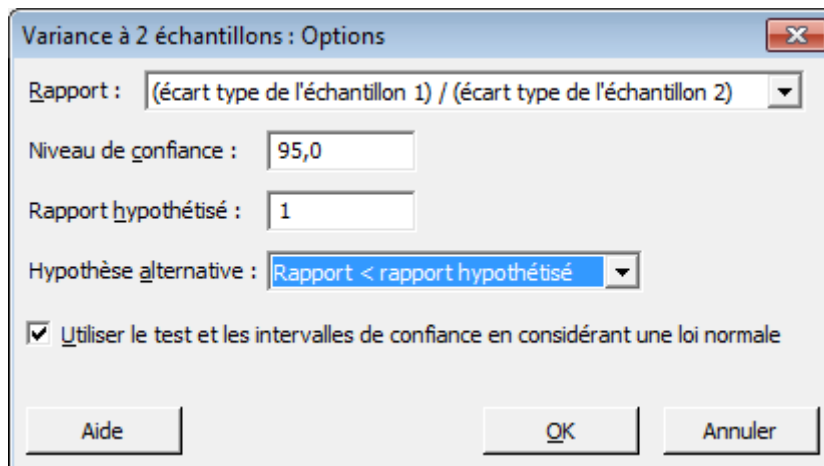 Variance à 2 échantillons : Options
Rapport : (écart type de l'échantillon 1) / (écart type de l'échantillon 2)
Niveau de confiance : 95,0
Rapport hypothétisé : 1
Hypothèse alternative : Rapport < rapport hypothétisé
Utiliser le test et les intervalles de confiance en considérant une loi normale
Aide OK Annuler